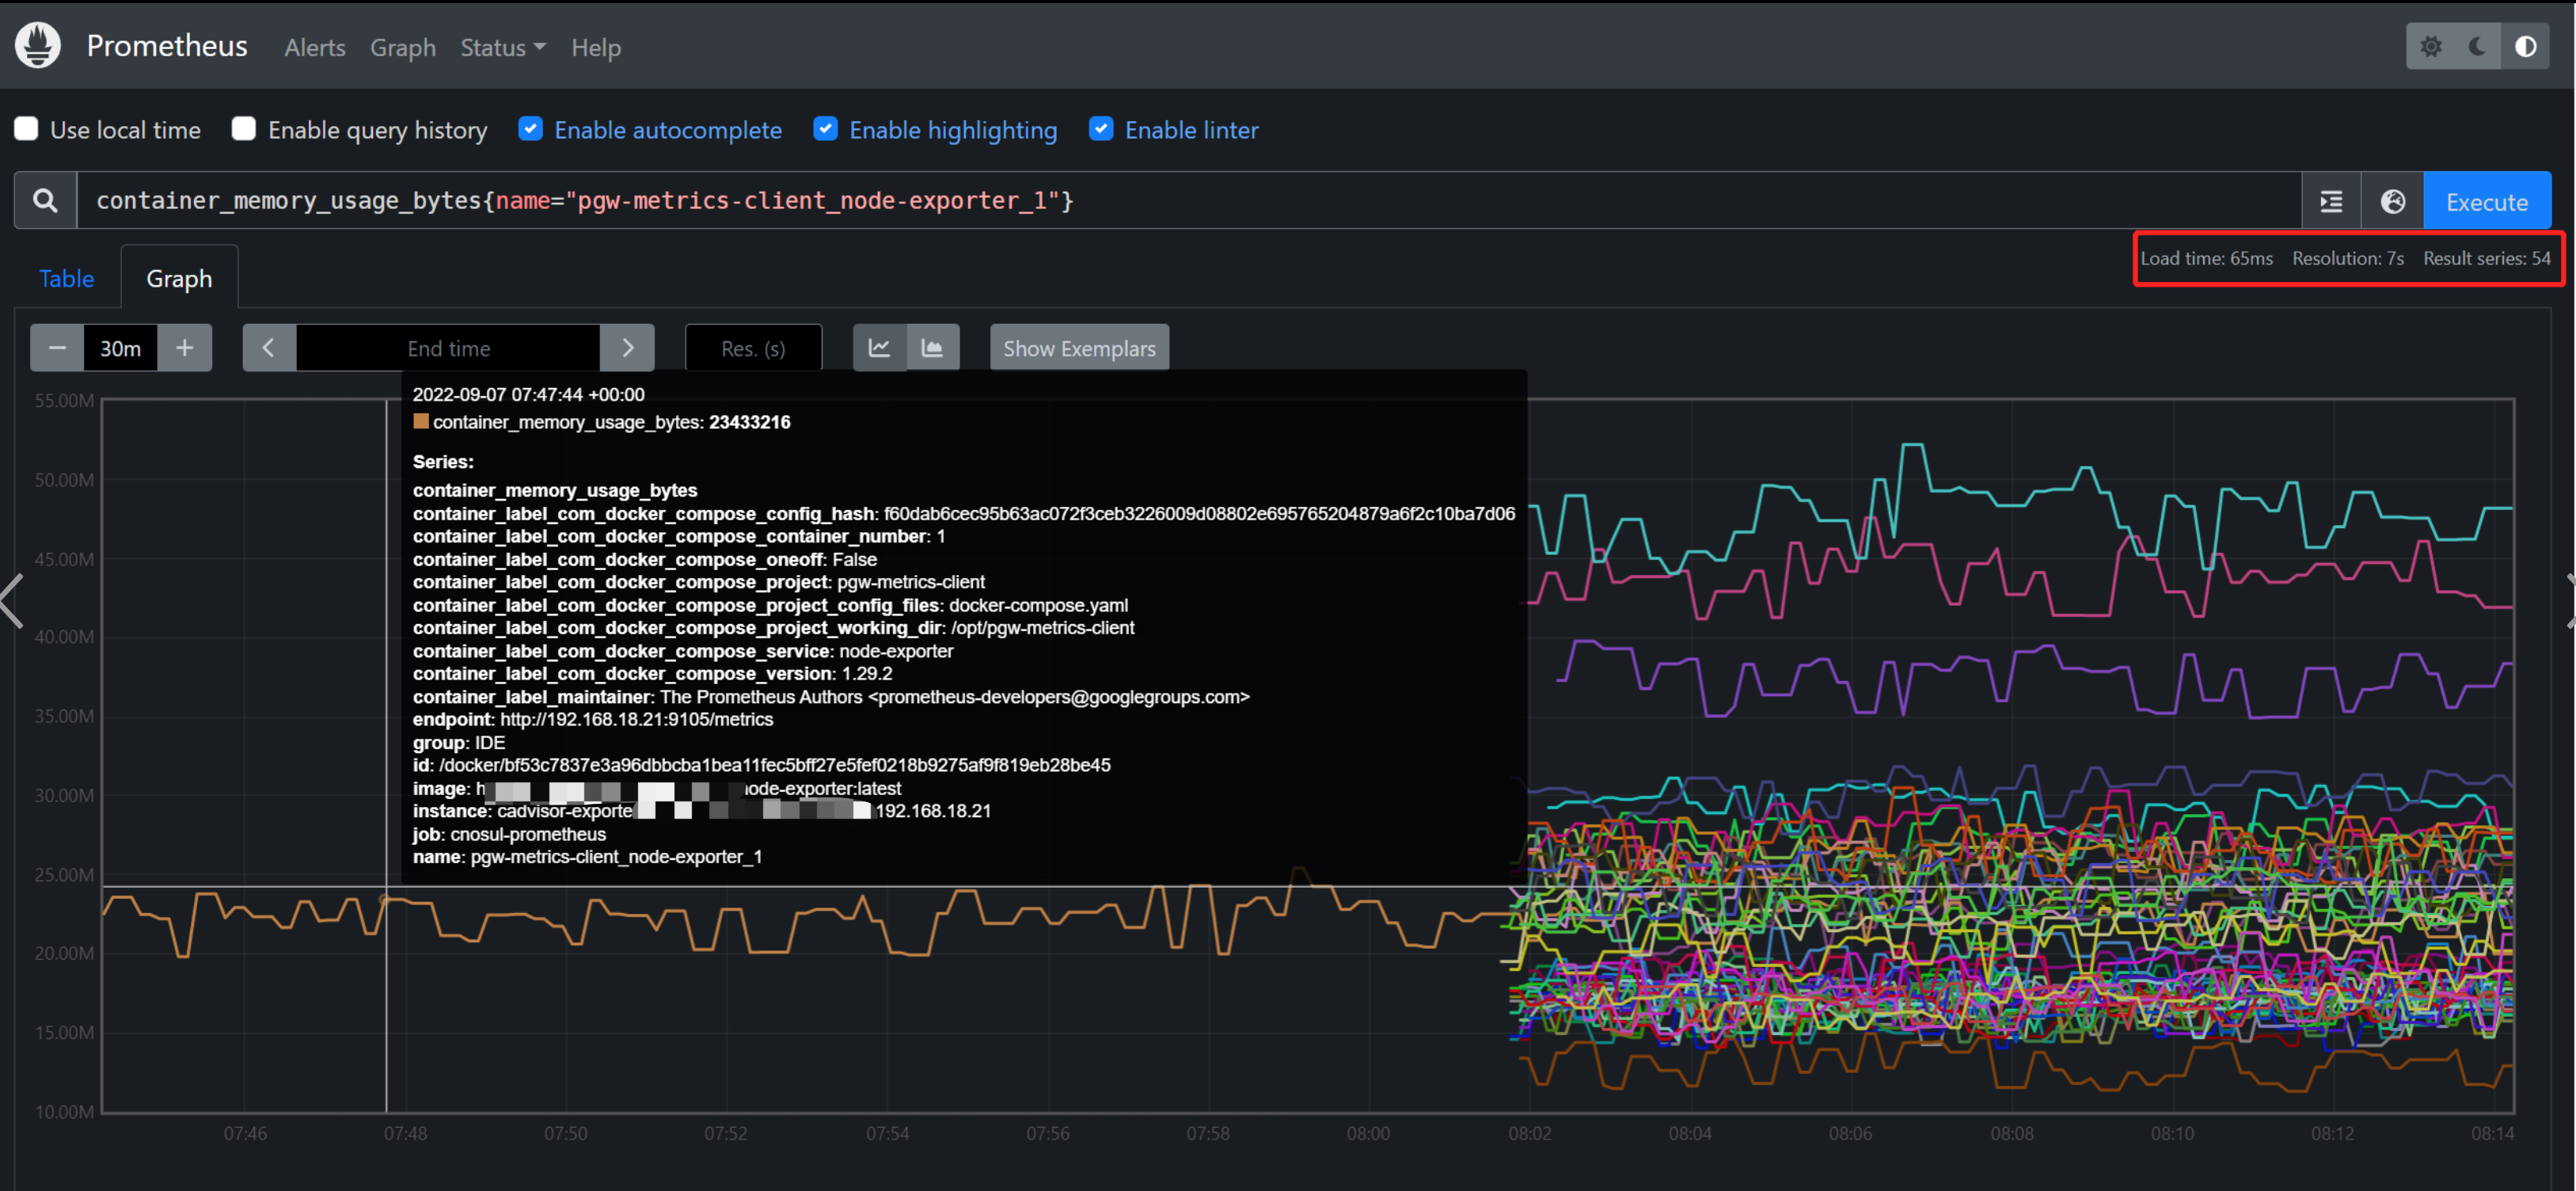 Prometheus Alerts Graph Status Help
Use local time Enable query history Enable autocomplete Enable highlighting Enable linter
container_memory_usage_bytes{name="pgw-metrics-client_node-exporter_1"} Execute
Load time: 65ms Resolution: 7s Result series: 54
Table Graph
30m End time Res. (s) Show Exemplars
2022-09-07 07:47:44 +00:00
container_memory_usage_bytes: 23433216
Series:
container_memory_usage_bytes
container_label_com_docker_compose_config_hash: f60dab6cec95b63ac072f3ceb3226009d08802e695765204879a6f2c10ba7d06
container_label_com_docker_compose_container_number: 1
container_label_com_docker_compose_oneoff: False
container_label_com_docker_compose_project: pgw-metrics-client
container_label_com_docker_compose_project_config_files: docker-compose.yaml
container_label_com_docker_compose_project_working_dir: /opt/pgw-metrics-client
container_label_com_docker_compose_service: node-exporter
container_label_com_docker_compose_version: 1.29.2
container_label_maintainer: The Prometheus Authors <prometheus-developers@googlegroups.com>
endpoint: http://192.168.18.21:9105/metrics
group: IDE
id: /docker/bf53c7837e3a96dbbcba1bea11fec5bff27e5fef0218b9275af9f819eb28be45
image: h node-exporter:latest
instance: cadvisor-exporte 192.168.18.21
job: cnosul-prometheus
name: pgw-metrics-client_node-exporter_1
55.00M
50.00M
45.00M
40.00M
35.00M
30.00M
25.00M
20.00M
15.00M
10.00M
07:46 07:48 07:50 07:52 07:54 07:56 07:58 08:00 08:02 08:04 08:06 08:08 08:10 08:12 08:14